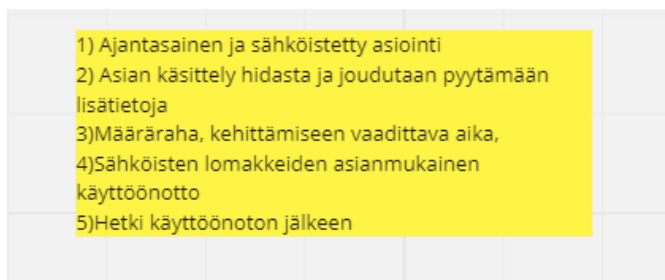 1) Ajantasainen ja sähköistetty asiointi
2) Asian käsittely hidasta ja joudutaan pyytämään
lisätietoja
3)Määräraha, kehittämiseen vaadittava aika,
4)Sähköisten lomakkeiden asianmukainen
käyttöönotto
5)Hetki käyttöönoton jälkeen